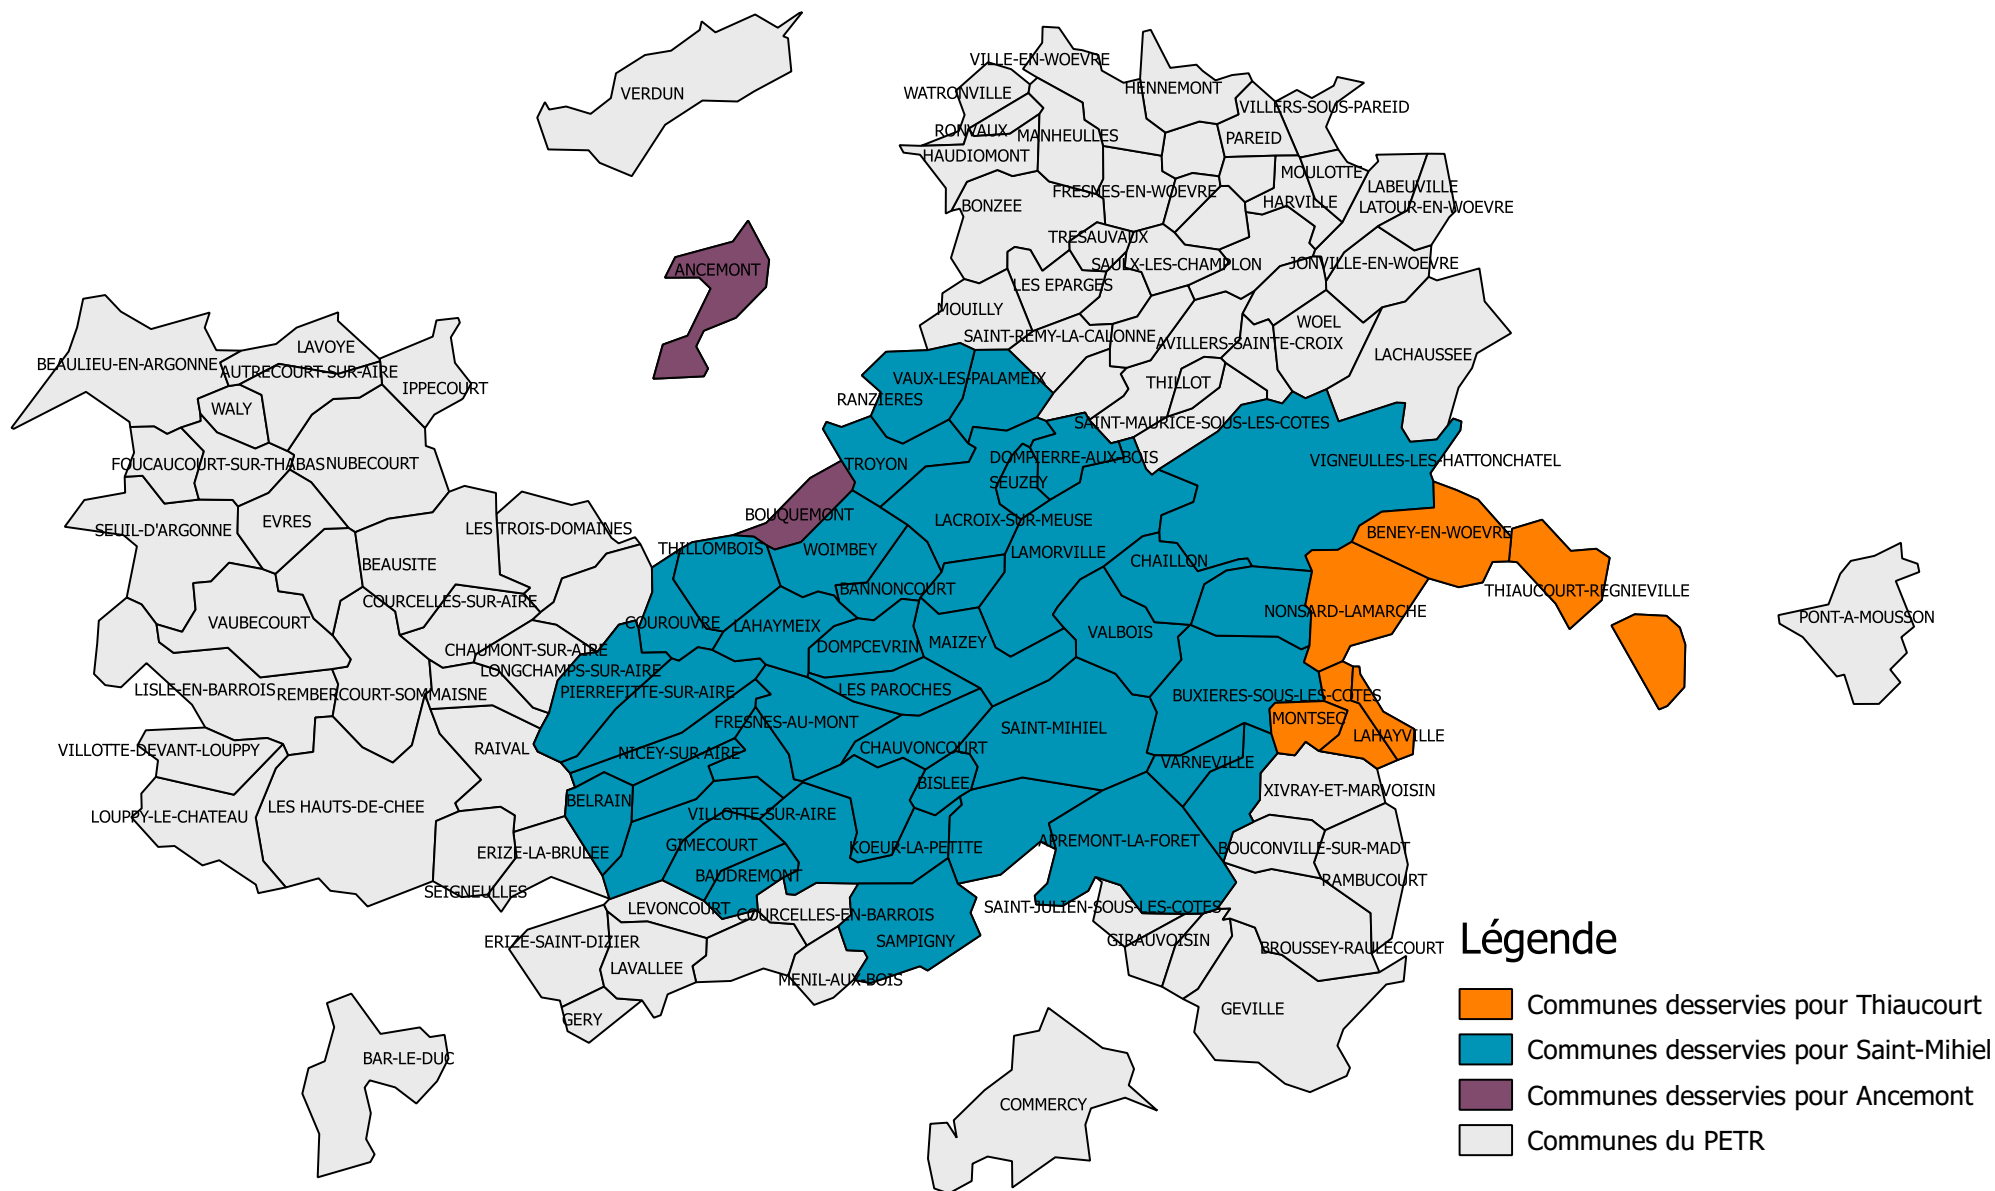 VERDUN
VILLE-EN-WOEVRE
WATRONVILLE
HENNEMONT
VILLERS-SOUS-PAREID
RONVAUX
MANHEULLES
PAREID
HAUDIOMONT
MOULOTTE
LABEUVILLE
FRESNES-EN-WOEVRE
HARVILLE
LATOUR-EN-WOEVRE
BONZEE
TRESAUVAUX
SAULX-LES-CHAMPLON
JONVILLE-EN-WOEVRE
ANCEMONT
LES EPARGES
MOUILLY
WOEL
SAINT-REMY-LA-CALONNE
AVILLERS-SAINTE-CROIX
LACHAUSSEE
LAVOYE
BEAULIEU-EN-ARGONNE
AUTRECOURT-SUR-AIRE
IPPECOURT
VAUX-LES-PALAMEIX
THILLOT
RANZIERES
WALY
SAINT-MAURICE-SOUS-LES-COTES
DOMPIERRE-AUX-BOIS
VIGNEULLES-LES-HATTONCHATEL
FOUCAUCOURT-SUR-THABAS
NUBECOURT
TROYON
SEUZEY
BOUQUEMONT
LACROIX-SUR-MEUSE
SEUIL-D'ARGONNE
EVRES
LES TROIS-DOMAINES
BENEY-EN-WOEVRE
THILLOMBOIS
WOIMBEY
LAMORVILLE
CHAILLON
BEAUSITE
BANNONCOURT
THIAUCOURT-REGNIEVILLE
COURCELLES-SUR-AIRE
NONSARD-LAMARCHE
PONT-A-MOUSSON
VAUBECOURT
COUROUVRE
LAHAYMEIX
VALBOIS
MAIZEY
DOMPCEVRIN
CHAUMONT-SUR-AIRE
LONGCHAMPS-SUR-AIRE
LISLE-EN-BARROIS
REMBERCOURT-SOMMAISNE
PIERREFITTE-SUR-AIRE
LES PAROCHES
BUXIERES-SOUS-LES-COTES
FRESNES-AU-MONT
SAINT-MIHIEL
MONTSEC
LAHAYVILLE
VILLOTTE-DEVANT-LOUPPY
RAIVAL
NICEY-SUR AIRE
CHAUVONCOURT
VARNEVILLE
BISLEE
XIVRAY-ET-MARVOISIN
BELRAIN
LES HAUTS-DE-CHEE
LOUPPY-LE-CHATEAU
VILLOTTE-SUR-AIRE
APREMONT-LA-FORET
ERIZE-LA-BRULEE
GIMECOURT
KOEUR-LA-PETITE
BOUCONVILLE-SUR-MADT
BAUDREMONT
RAMBUCOURT
SEIGNEULLES
LEVONCOURT
COURCELLES-EN-BARROIS
SAINT-JULIEN-SOUS-LES-COTES
ERIZE-SAINT-DIZIER
SAMPIGNY
GIRAUVOISIN
BROUSSEY-RAULECOURT
LAVALLEE
MENIL-AUX-BOIS
GERY
GEVILLE
BAR-LE-DUC
COMMERCY
Légende
Communes desservies pour Thiaucourt
Communes desservies pour Saint-Mihiel
Communes desservies pour Ancemont
Communes du PETR